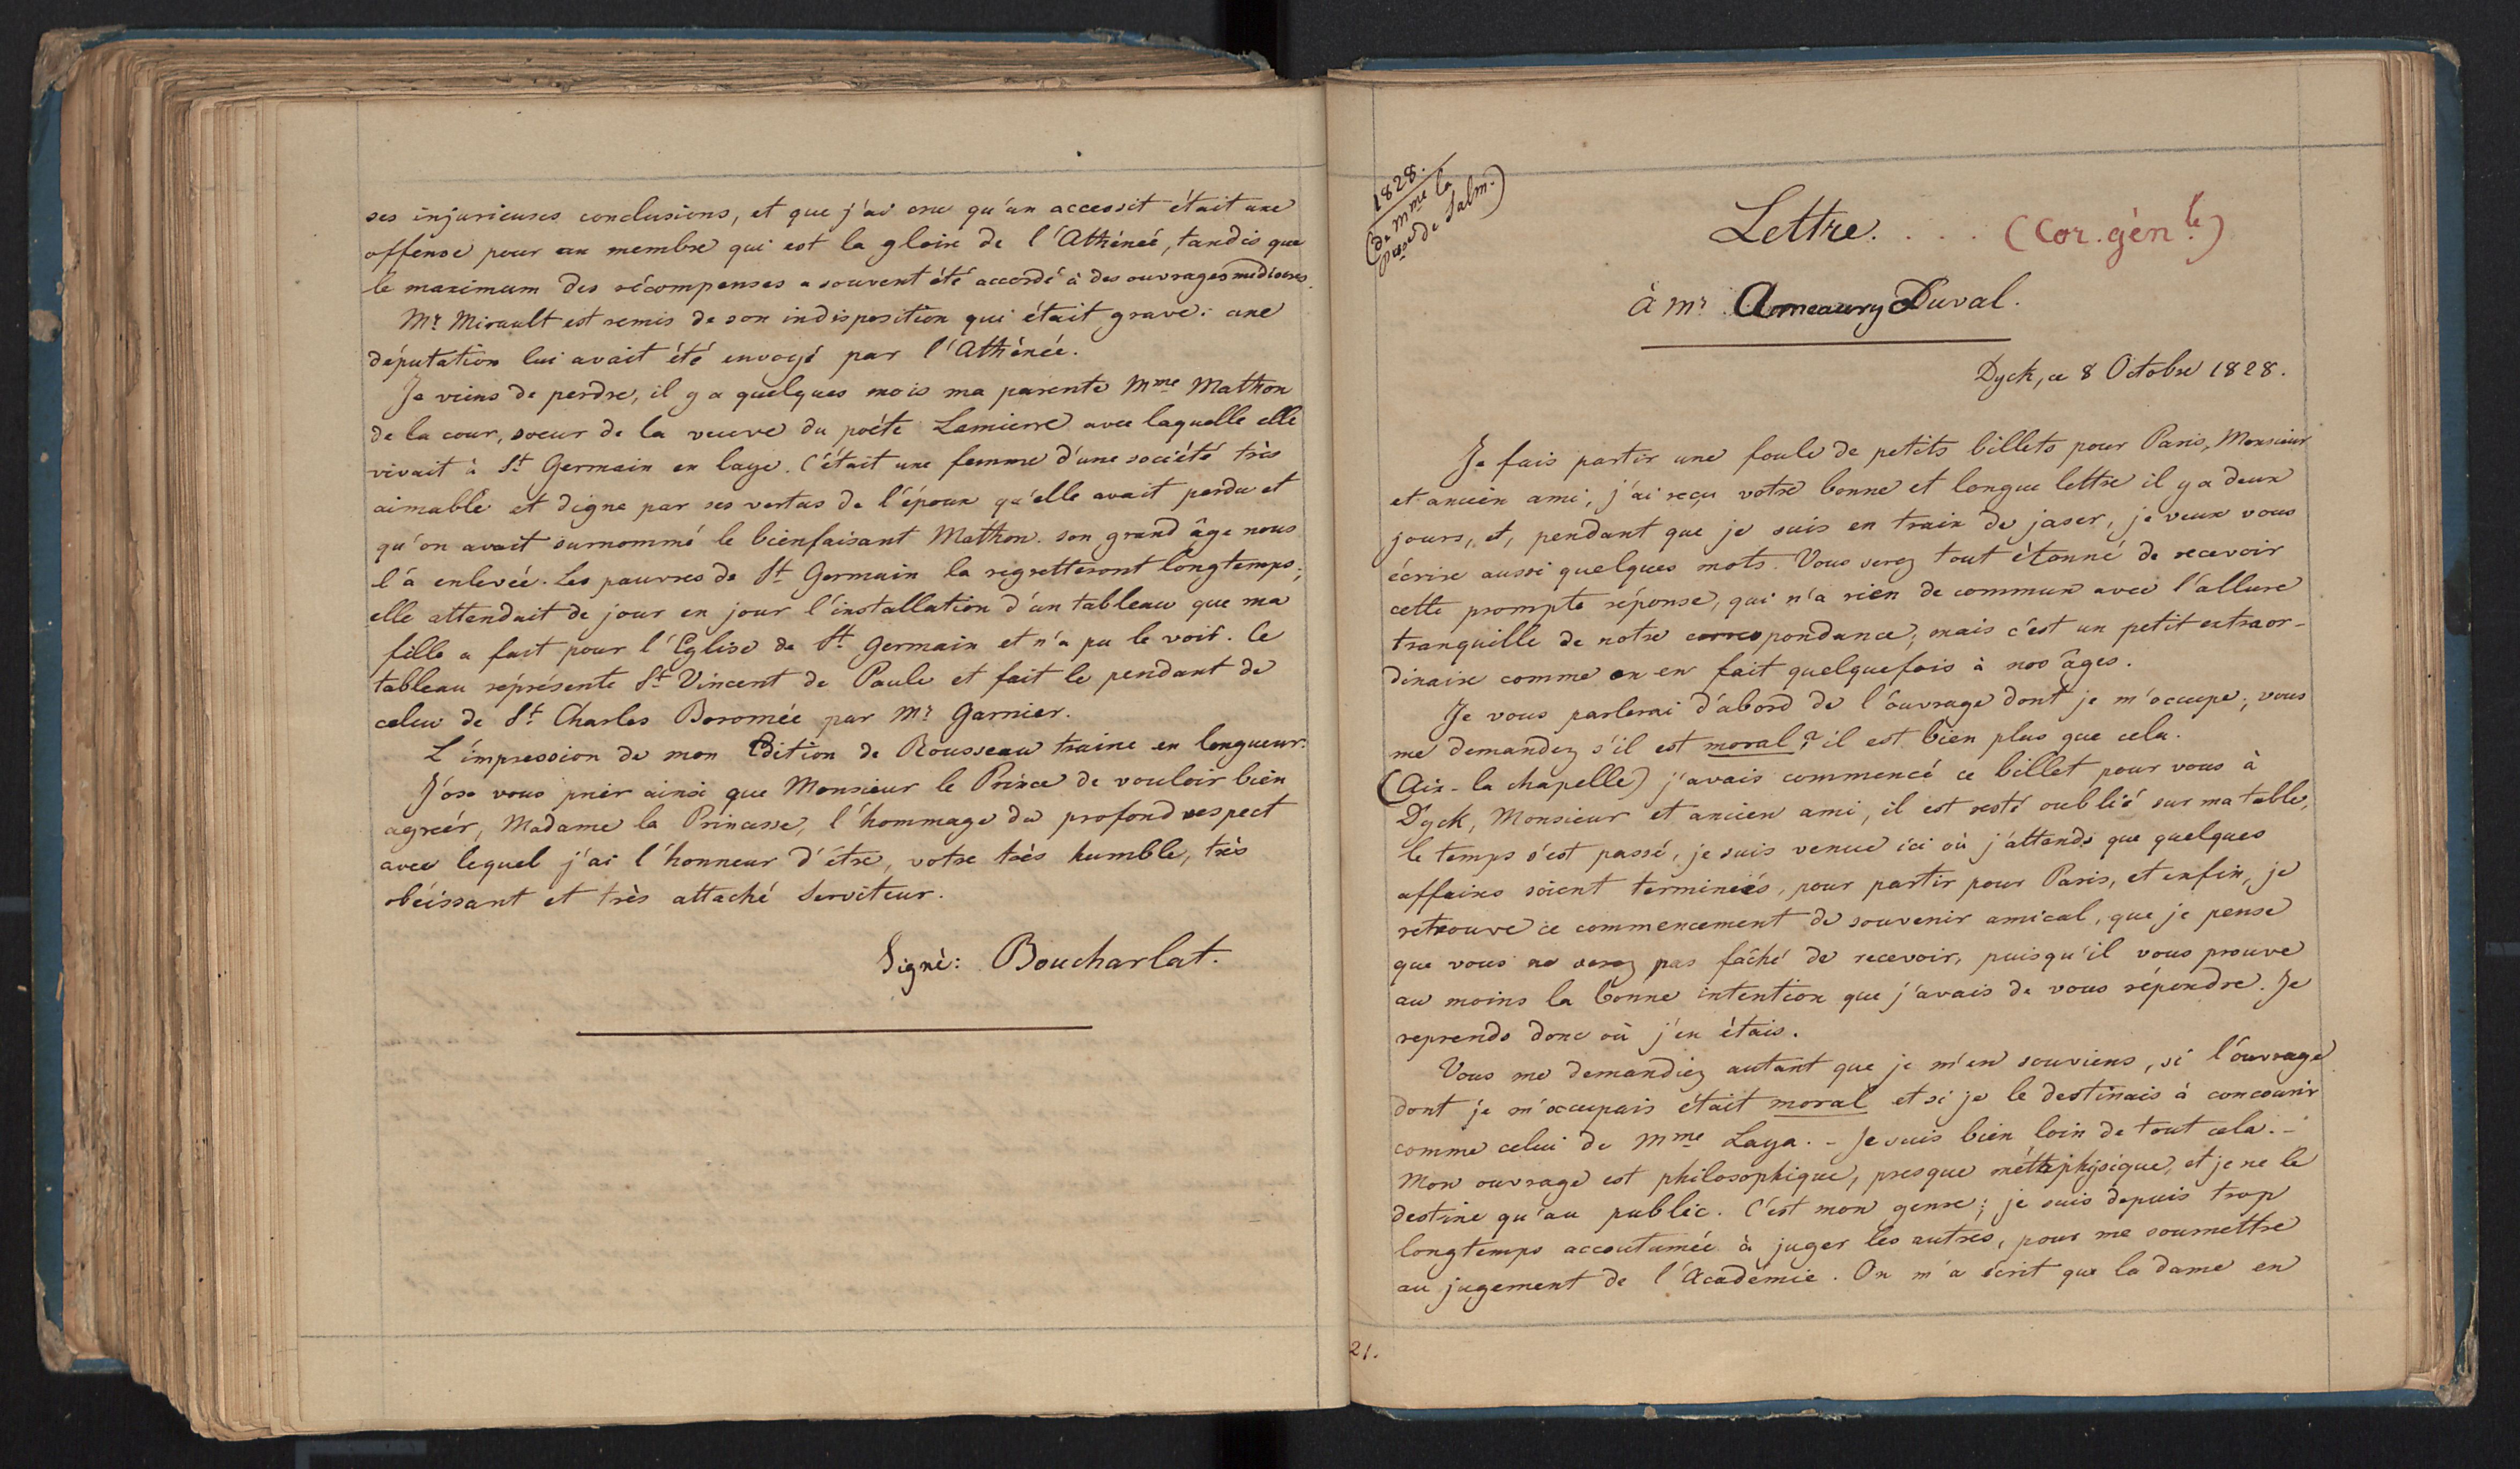 ses injurieuses conclusions, et que j'ai cru qu'un accessit était une
offense pour un membre qui est la gloire de l'Athénée, tandis que
le maximum des récompenses a souvent été accordé à des ouvrages médiocres.
Mr Mirault est remis de son indisposition qui était grave: une
députation lui avait été envoyé par l'Athénée.
Je viens de perdre, il y a quelques mois ma parente Mme Mathon
de la cour, soeur de la veuve du poéte Lemierre avec laquelle elle
vivait à St Germain en laye. C'était une femme d'une société très
aimable et digne par ses vertus de l'époux qu'elle avait perdu et
qu'on avait surnommé le bienfaisant Mathon. son grand âge nous
l'a enlevée. Les pauvres de St Germain la regretteront longtemps;
elle attendait de jour en jour l'installation d'un tableau que ma
fille a fait pour l'Eglise de St Germain et n'a pu le voir. Ce
tableau représente St Vincent de Paule et fait le pendant de
celui de St Charles Boromée par Mr Garnier.
L'impression de mon Edition de Rousseau traine en longueur.
J'ose vous prier ainsi que Monsieur le Prince de vouloir bien
agréer, Madame la Princesse, l'hommage du profond respect
avec lequel j'ai l'honneur d'être, votre très humble, très
obéissant et très attaché serviteur.
Signé: Boucharlat.
1828.
(de Mme la
Psse de Salm.)
Lettre. . . . (Cor. génle)
à Mr Ameaury Duval.
Dyck, ce 8 Octobre 1828.
Je fais partir une foule de petits billets pour Paris, Monsieur
et ancien ami, j'ai reçu votre bonne et longue lettre il y a deux
jours, et, pendant que je suis en train de jaser, je veux vous
écrire aussi quelques mots. Vous serez tout étonné de recevoir
cette prompte réponse, qui n'a rien de commun avec l'allure
tranquille de notre correspondance; mais c'est un petit extraor-
dinaire comme on en fait quelquefois à nos âges.
Je vous parlerai d'abord de l'ouvrage dont je m'occupe; vous
me demandez s'il est moral? il est bien plus que cela.
(Aix-la chapelle) j'avais commencé ce billet pour vous à
Dyck, Monsieur et ancien ami, il est resté oublié sur ma table,
le temps s'est passé, je suis venue ici où j'attends que quelques
affaires soient terminées, pour partir pour Paris, et enfin, je
retrouve ce commencement de souvenir amical, que je pense
que vous ne serez pas fâché de recevoir, puisqu'il vous prouve
au moins la bonne intention que j'avais de vous répondre. Je
reprends donc où j'en étais.
Vous me demandiez autant que je m'en souviens, si l'ouvrage
dont je m'occupais était moral et si je le destinais à concourir
comme celui de Mme Laya. - Je suis bien loin de tout cela. -
Mon ouvrage est philosophique, presque métaphysique, et je ne le
destine qu'au public. C'est mon genre; je suis depuis trop
longtemps accoutumée à juger les autres, pour me soumettre
au jugement de l'Académie. On m'a écrit que la dame en
21.